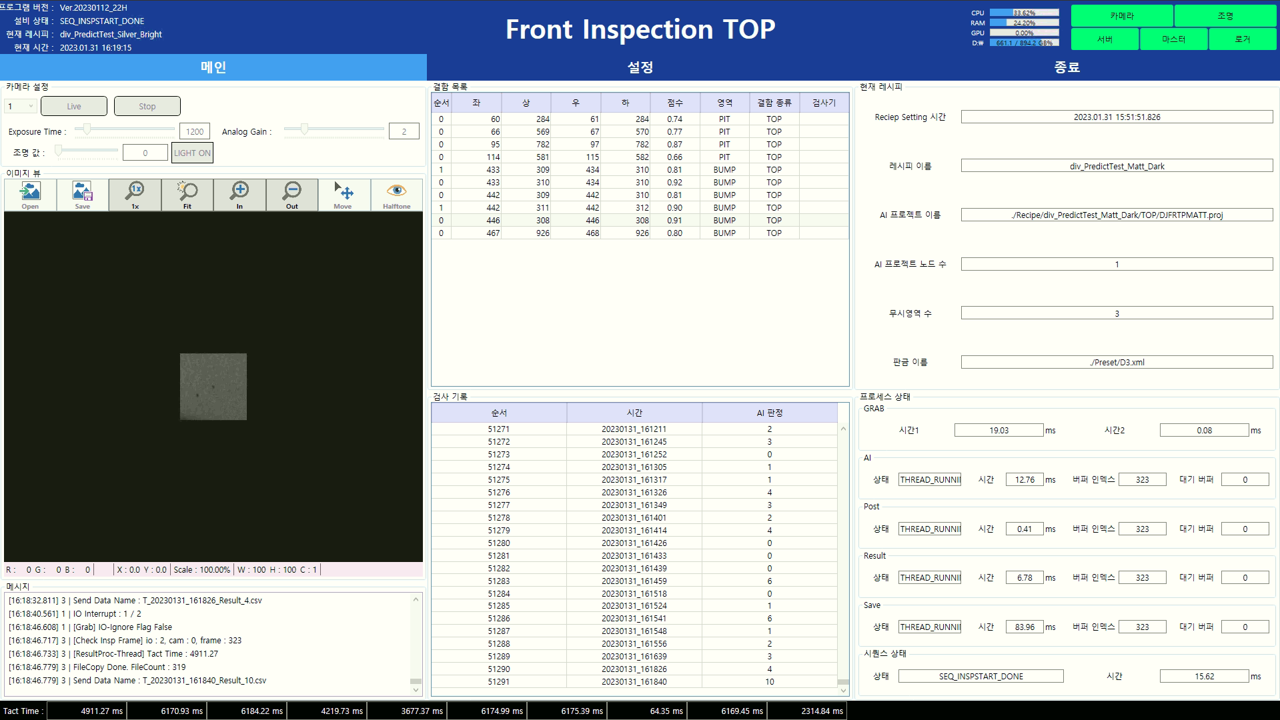 프로그램 버전 : Ver.20230112_22H
설비 상태 : SEQ_INSPSTART_DONE
현재 레시피 : div_PredictTest_Silver_Bright
현재 시간 : 2023.01.31 16:19:15
Front Inspection TOP
CPU 33.62%
RAM 24.20%
GPU 0.00%
카메라 조명
서버 마스터 로거
메인 설정 종료
카메라 설정
1 Live Stop
Exposure Time : 1200 Analog Gain : 2
조명 값 : 0 LIGHT ON
이미지 뷰
Open Save 1x Fit In Out Move Halftone
R : 0 G : 0 B : 0 X : 0.0 Y : 0.0 Scale : 100.00% W : 100 H : 100 C : 1
메시지
[16:18:32.811] 3 | Send Data Name : T_20230131_161826_Result_4.csv
[16:18:40.561] 1 | IO Interrupt : 1 / 2
[16:18:46.608] 1 | [Grab] IO-Ignore Flag False
[16:18:46.717] 3 | [Check Insp Frame] io : 2, cam : 0, frame : 323
[16:18:46.733] 3 | [ResultProc-Thread] Tact Time : 4911.27
[16:18:46.779] 3 | FileCopy Done. FileCount : 319
[16:18:46.779] 3 | Send Data Name : T_20230131_161840_Result_10.csv
결함 목록
순서 좌 상 우 하 점수 영역 결함 종류 검사기
0 60 284 61 284 0.74 PIT TOP
0 66 569 67 570 0.77 PIT TOP
0 95 782 97 782 0.87 PIT TOP
0 114 581 115 582 0.66 PIT TOP
1 433 309 434 310 0.81 BUMP TOP
0 433 310 434 310 0.92 BUMP TOP
0 442 309 442 310 0.81 BUMP TOP
1 442 311 442 312 0.90 BUMP TOP
0 446 308 446 308 0.91 BUMP TOP
0 467 926 468 926 0.80 BUMP TOP
검사 기록
순서 시간 AI 판정
51271 20230131_161211 2
51272 20230131_161245 3
51273 20230131_161252 0
51274 20230131_161305 1
51275 20230131_161317 1
51276 20230131_161326 4
51277 20230131_161349 3
51278 20230131_161401 2
51279 20230131_161414 4
51280 20230131_161426 0
51281 20230131_161433 0
51282 20230131_161439 0
51283 20230131_161459 6
51284 20230131_161518 0
51285 20230131_161524 1
51286 20230131_161541 6
51287 20230131_161548 1
51288 20230131_161556 2
51289 20230131_161639 3
51290 20230131_161826 4
51291 20230131_161840 10
현재 레시피
Reciep Setting 시간 2023.01.31 15:51:51.826
레시피 이름 div_PredictTest_Matt_Dark
AI 프로젝트 이름 ./Recipe/div_PredictTest_Matt_Dark/TOP/DJFRTPMATT.proj
AI 프로젝트 노드 수 1
무시영역 수 3
판금 이름 ./Preset/D3.xml
프로세스 상태
GRAB
시간1 19.03 ms 시간2 0.08 ms
AI
상태 THREAD_RUNNII 시간 12.76 ms 버퍼 인덱스 323 대기 버퍼 0
Post
상태 THREAD_RUNNII 시간 0.41 ms 버퍼 인덱스 323 대기 버퍼 0
Result
상태 THREAD_RUNNII 시간 6.78 ms 버퍼 인덱스 323 대기 버퍼 0
Save
상태 THREAD_RUNNII 시간 83.96 ms 버퍼 인덱스 323 대기 버퍼 0
시퀀스 상태
상태 SEQ_INSPSTART_DONE 시간 15.62 ms
Tact Time : 4911.27 ms 6170.93 ms 6184.22 ms 4219.73 ms 3677.37 ms 6174.99 ms 6175.39 ms 64.35 ms 6169.45 ms 2314.84 ms